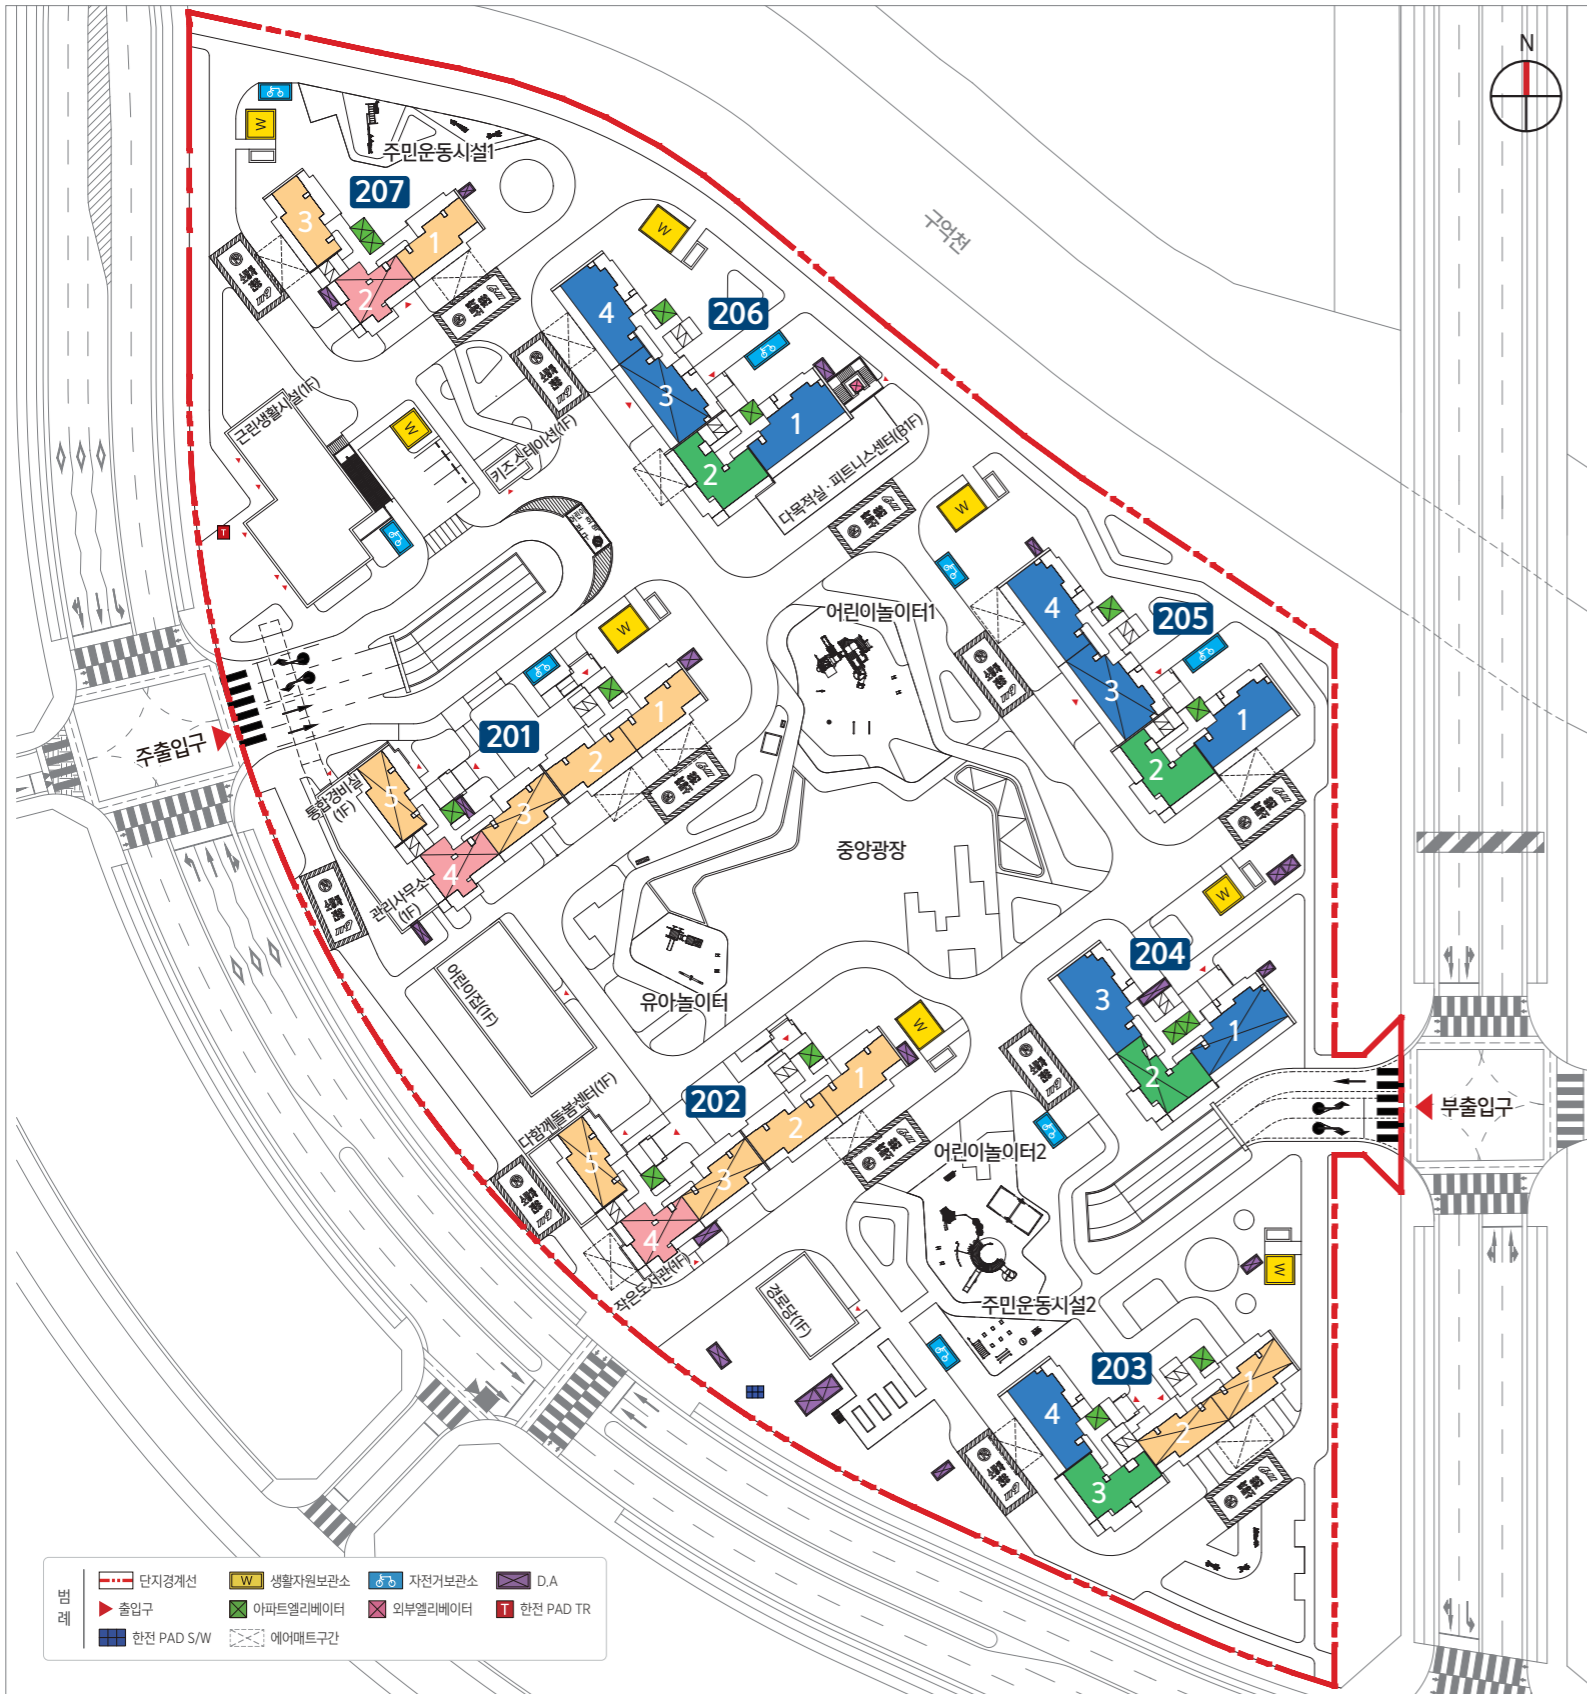 N
주민운동시설1
207
3
1
2
구억천
W
W
206
4
3
1
2
근린생활시설(1F)
W
키즈스테이션(1F)
다목적실 · 피트니스센터(B1F)
T
W
205
4
3
1
2
어린이놀이터1
W
201
1
2
3
4
5
주출입구
통합경비실
(1F)
관리사무소
(1F)
중앙광장
W
204
3
1
2
어린이집(1F)
유아놀이터
W
다함께돌봄센터(1F)
202
1
2
3
4
5
부출입구
어린이놀이터2
작은도서관(1F)
경로당(1F)
W
주민운동시설2
203
4
1
2
3
범례
단지경계선
W 생활자원보관소
자전거보관소
D.A
출입구
아파트엘리베이터
외부엘리베이터
T 한전 PAD TR
한전 PAD S/W
에어매트구간